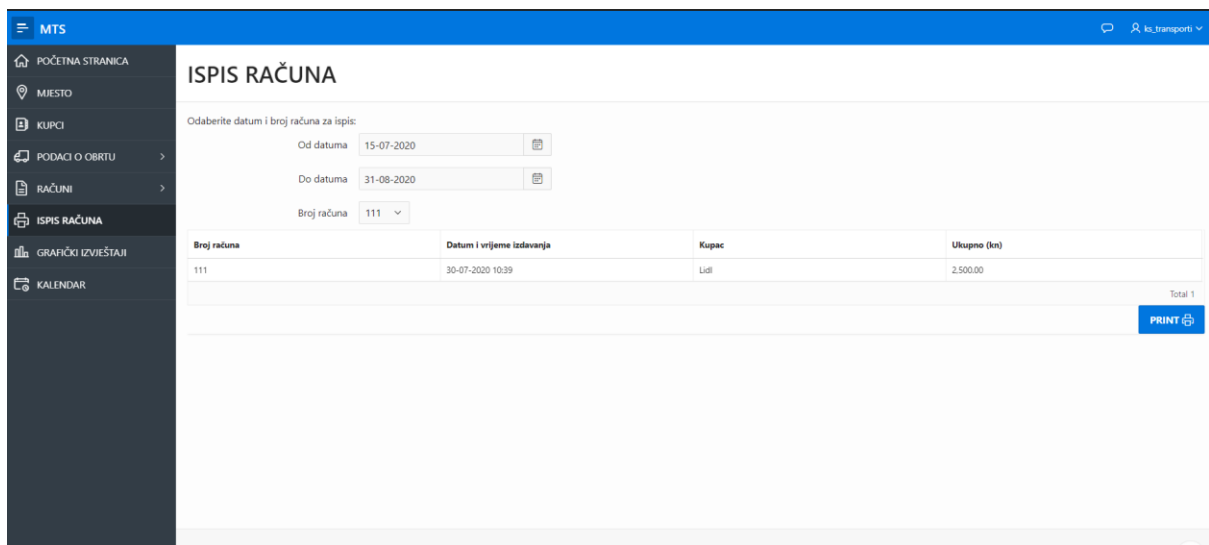 MTS
ks_transporti
POČETNA STRANICA
MJESTO
KUPCI
PODACI O OBRTU
RAČUNI
ISPIS RAČUNA
GRAFIČKI IZVJEŠTAJI
KALENDAR
ISPIS RAČUNA
Odaberite datum i broj računa za ispis:
Od datuma 15-07-2020
Do datuma 31-08-2020
Broj računa 111
Broj računa Datum i vrijeme izdavanja Kupac Ukupno (kn)
111 30-07-2020 10:39 Lidl 2,500.00
Total 1
PRINT